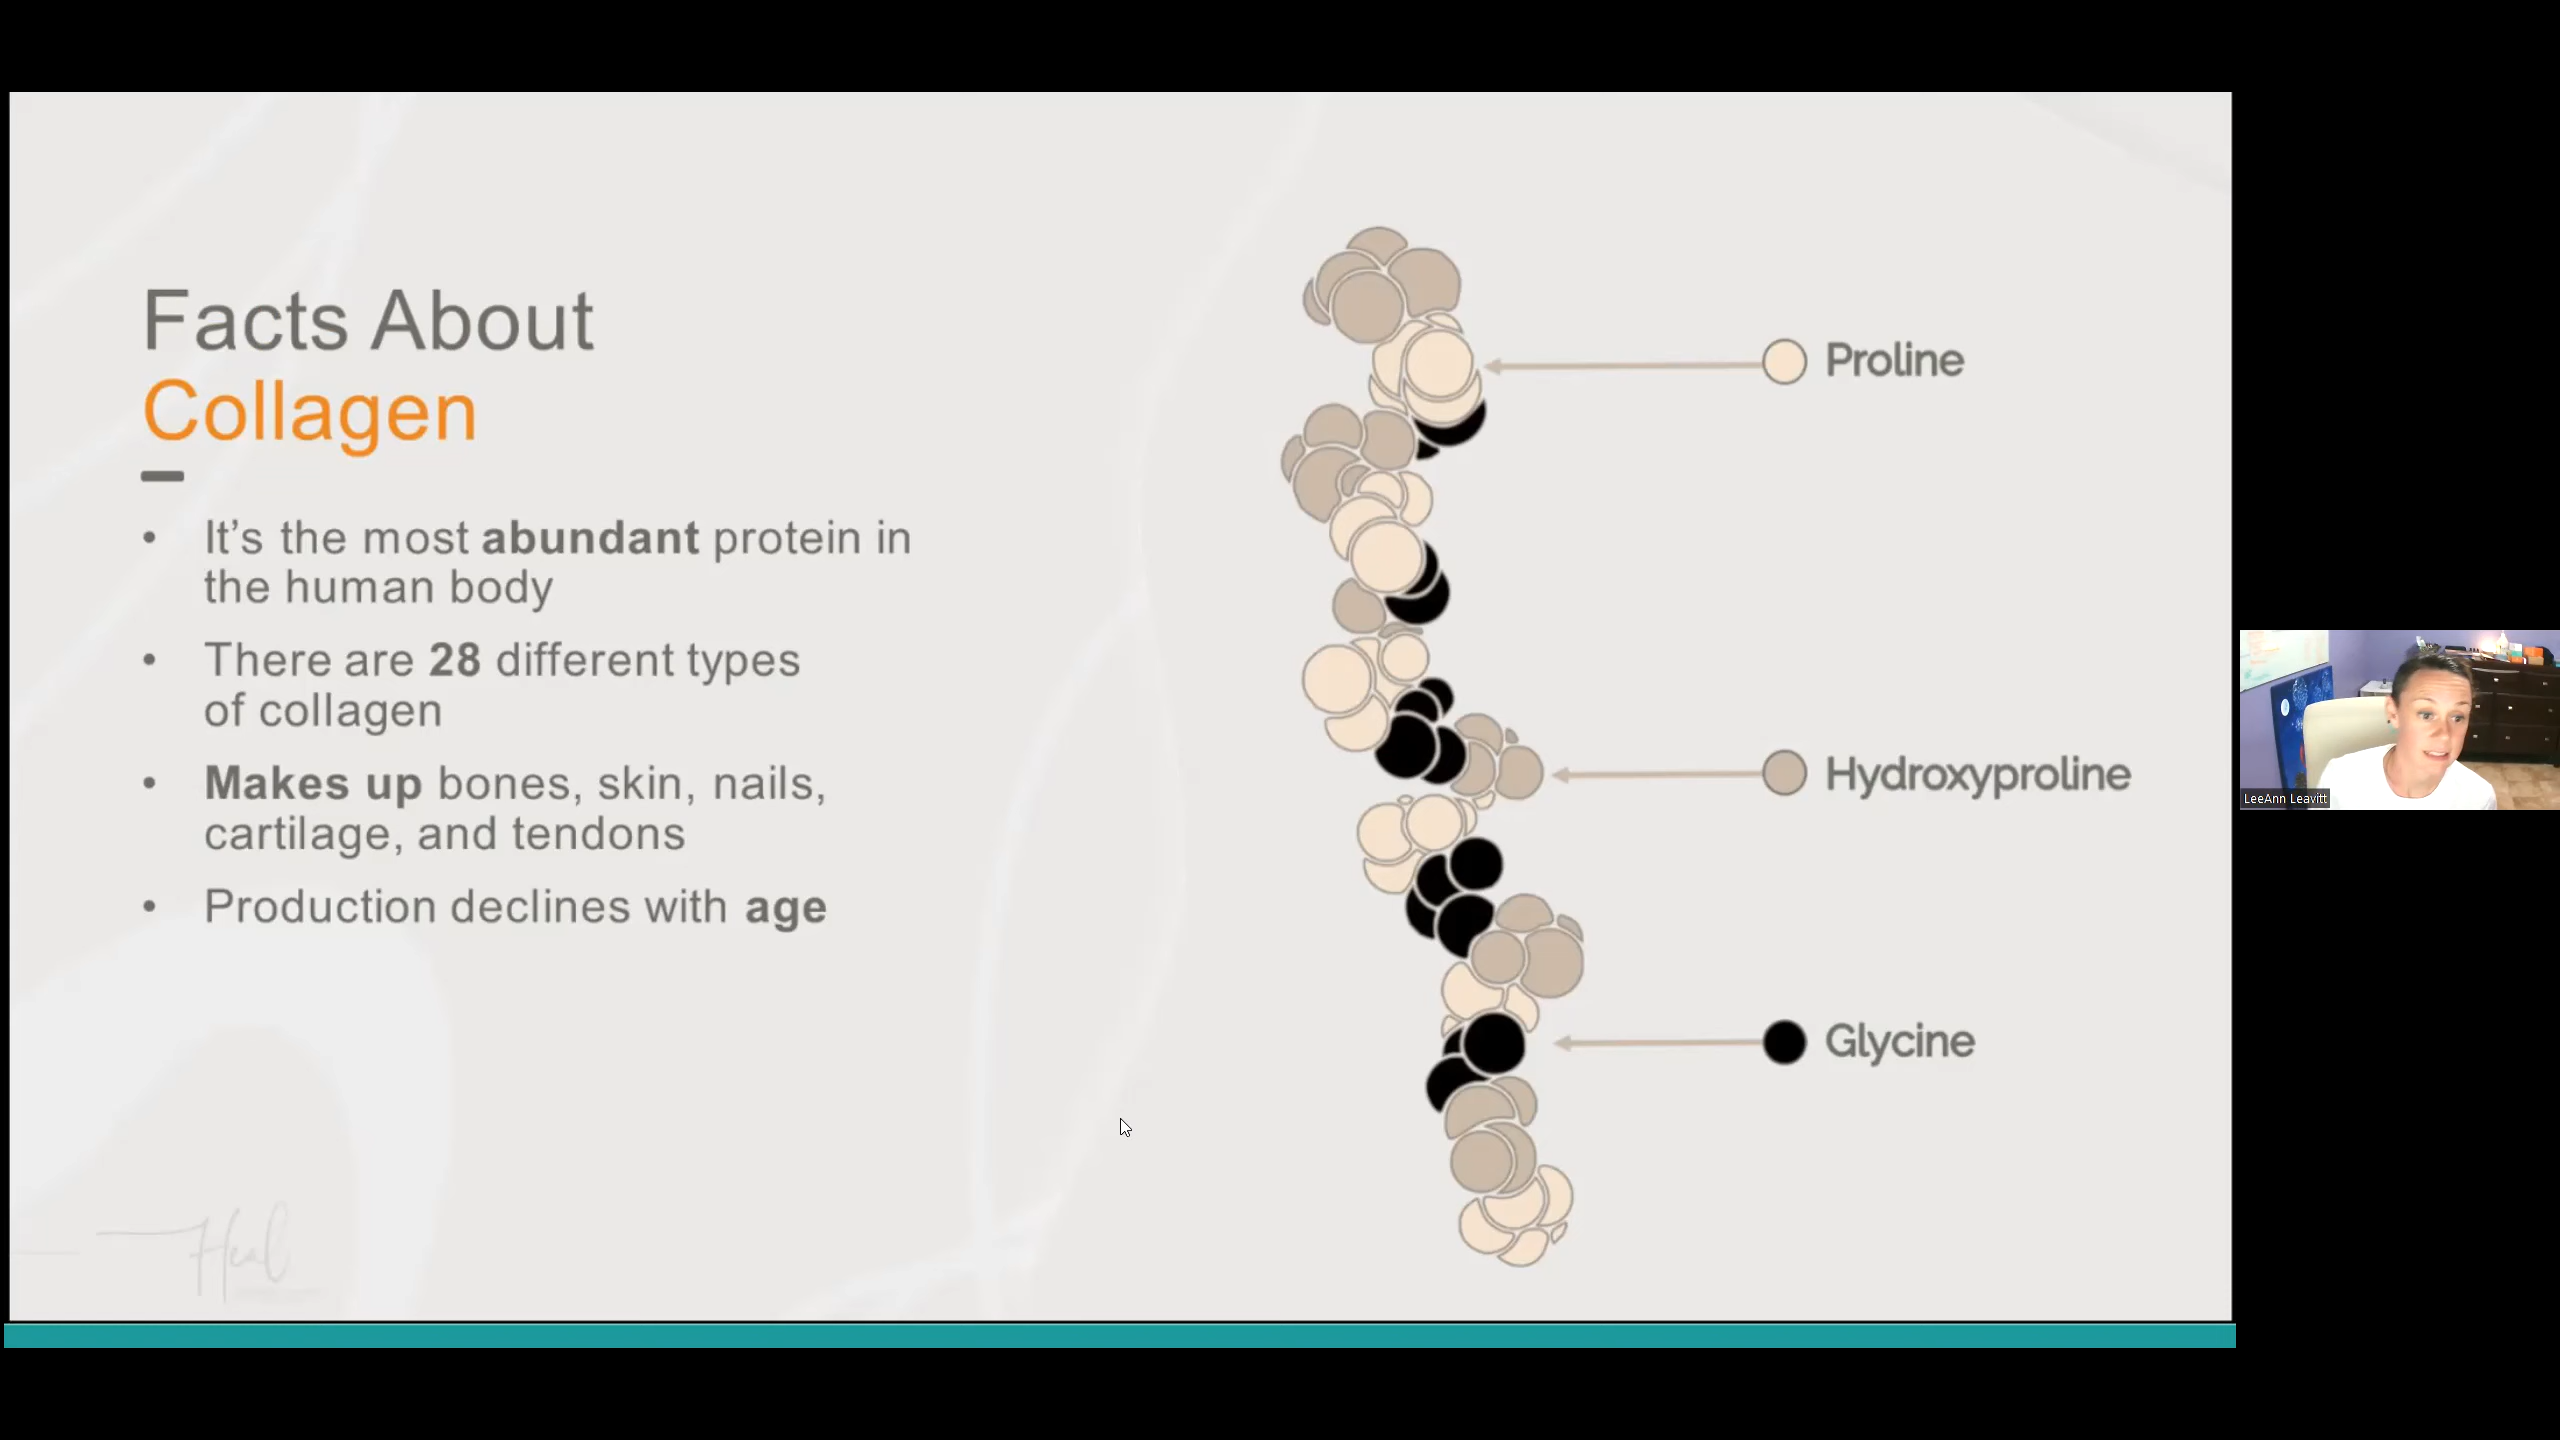 Facts About
Collagen
• It’s the most abundant protein in
the human body
• There are 28 different types
of collagen
• Makes up bones, skin, nails,
cartilage, and tendons
• Production declines with age
Proline
Hydroxyproline
Glycine
Heal
LeeAnn Leavitt